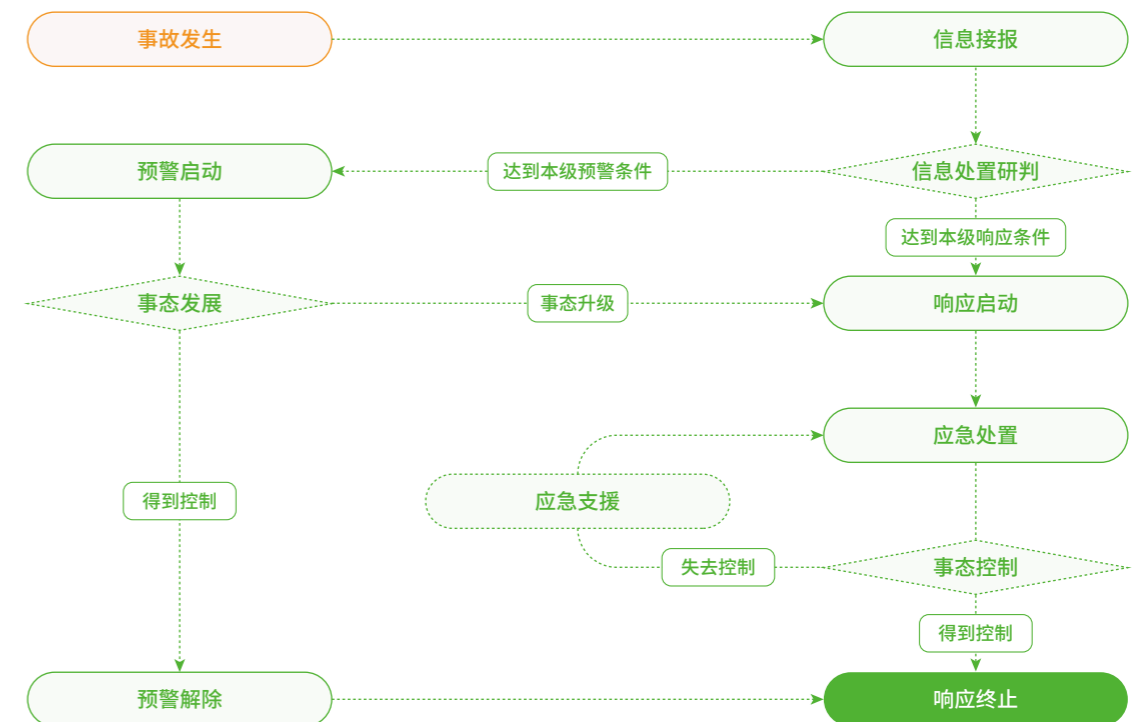 事故发生
信息接报
预警启动
达到本级预警条件
信息处置研判
达到本级响应条件
事态发展
事态升级
响应启动
应急处置
得到控制
应急支援
失去控制
事态控制
得到控制
预警解除
响应终止